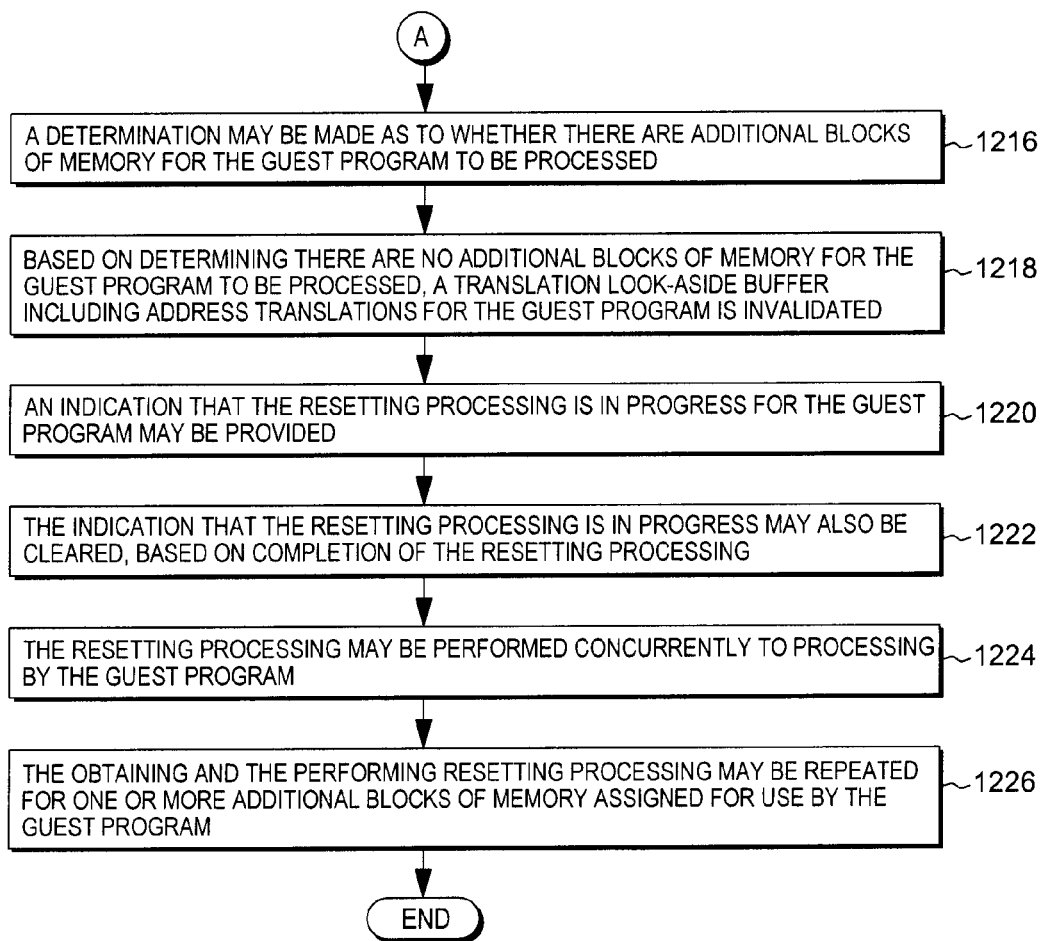 A
A DETERMINATION MAY BE MADE AS TO WHETHER THERE ARE ADDITIONAL BLOCKS
OF MEMORY FOR THE GUEST PROGRAM TO BE PROCESSED
1216
BASED ON DETERMINING THERE ARE NO ADDITIONAL BLOCKS OF MEMORY FOR THE
GUEST PROGRAM TO BE PROCESSED, A TRANSLATION LOOK-ASIDE BUFFER
INCLUDING ADDRESS TRANSLATIONS FOR THE GUEST PROGRAM IS INVALIDATED
1218
AN INDICATION THAT THE RESETTING PROCESSING IS IN PROGRESS FOR THE GUEST
PROGRAM MAY BE PROVIDED
1220
THE INDICATION THAT THE RESETTING PROCESSING IS IN PROGRESS MAY ALSO BE
CLEARED, BASED ON COMPLETION OF THE RESETTING PROCESSING
1222
THE RESETTING PROCESSING MAY BE PERFORMED CONCURRENTLY TO PROCESSING
BY THE GUEST PROGRAM
1224
THE OBTAINING AND THE PERFORMING RESETTING PROCESSING MAY BE REPEATED
FOR ONE OR MORE ADDITIONAL BLOCKS OF MEMORY ASSIGNED FOR USE BY THE
GUEST PROGRAM
1226
END